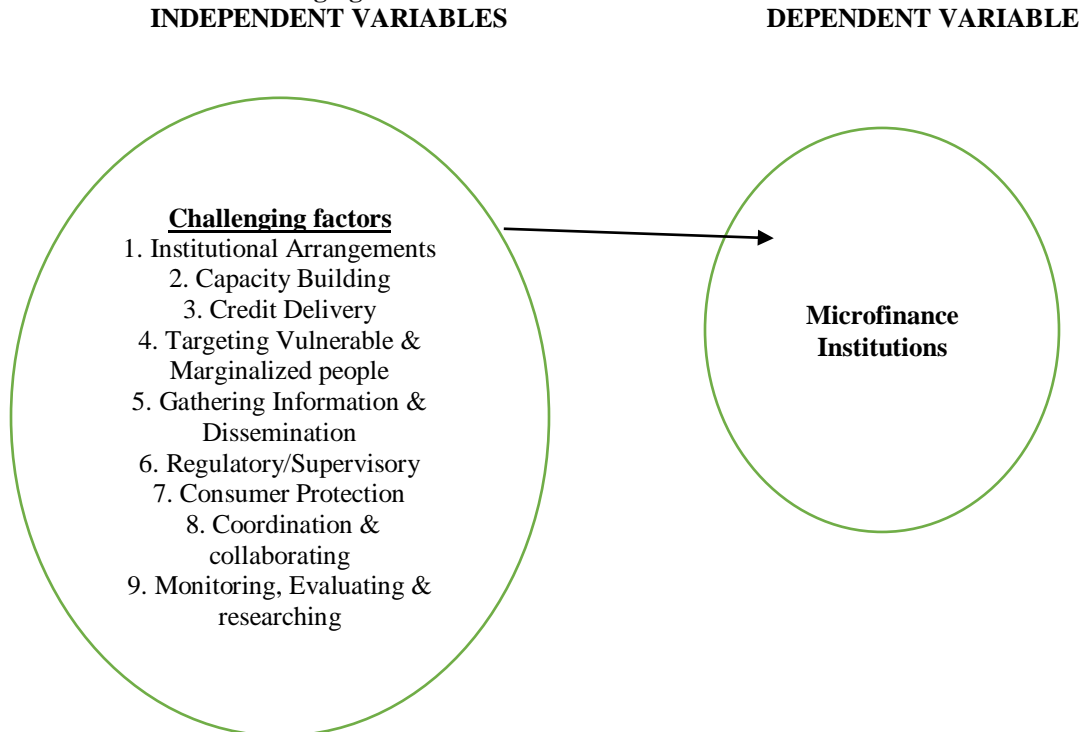 INDEPENDENT VARIABLES
DEPENDENT VARIABLE
Challenging factors
1. Institutional Arrangements
2. Capacity Building
3. Credit Delivery
4. Targeting Vulnerable &
Marginalized people
5. Gathering Information &
Dissemination
6. Regulatory/Supervisory
7. Consumer Protection
8. Coordination &
collaborating
9. Monitoring, Evaluating &
researching
Microfinance
Institutions